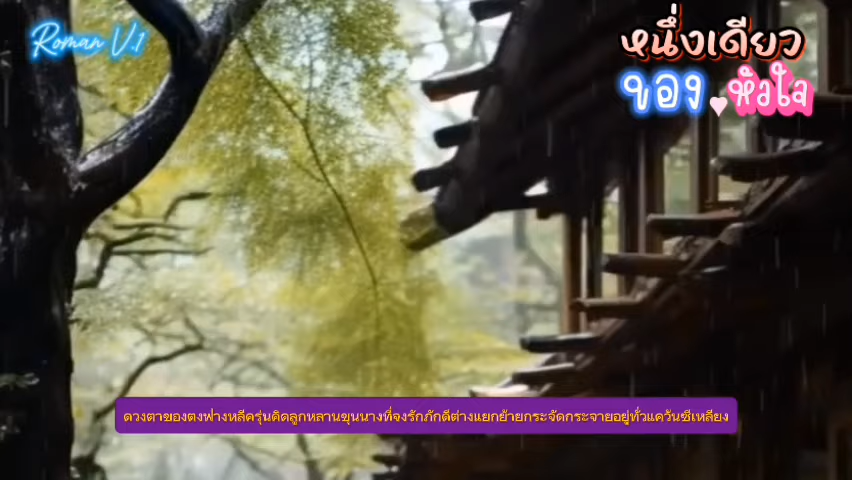 Roman V.1
หนึ่งเดียว
ของ หัวใจ
ดวงตาของตงฟางหลีครุ่นคิดลูกหลานขุนนางที่จงรักภักดีต่างแยกย้ายกระจัดกระจายอยู่ทั่วแคว้นซีเหลียง